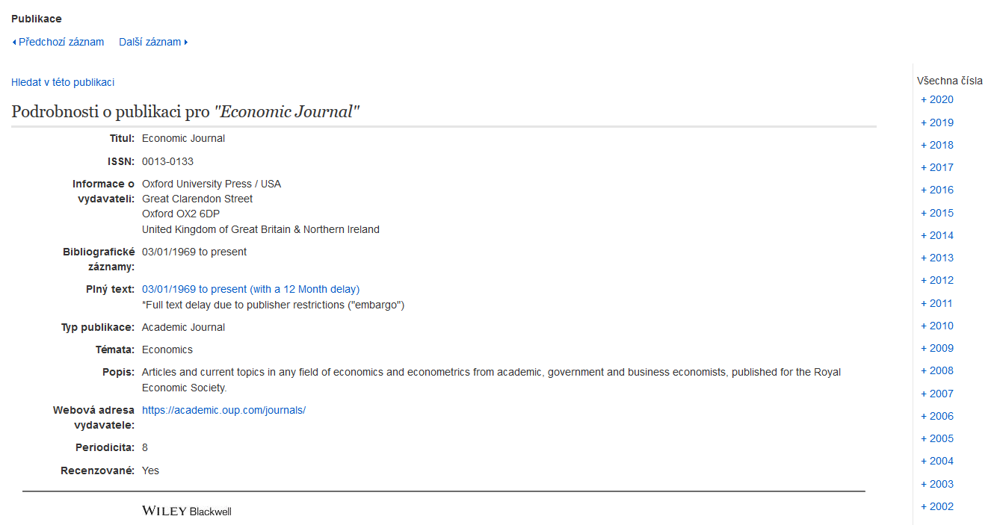 Publikace
Předchozí záznam Další záznam
Hledat v této publikaci
Podrobnosti o publikaci pro "Economic Journal"
Titul: Economic Journal
ISSN: 0013-0133
Informace o vydavateli: Oxford University Press / USA
Great Clarendon Street
Oxford OX2 6DP
United Kingdom of Great Britain & Northern Ireland
Bibliografické záznamy: 03/01/1969 to present
Plný text: 03/01/1969 to present (with a 12 Month delay)
*Full text delay due to publisher restrictions ("embargo")
Typ publikace: Academic Journal
Témata: Economics
Popis: Articles and current topics in any field of economics and econometrics from academic, government and business economists, published for the Royal
Economic Society.
Webová adresa vydavatele: https://academic.oup.com/journals/
Periodicita: 8
Recenzované: Yes
WILEY Blackwell
Všechna čísla
+ 2020
+ 2019
+ 2018
+ 2017
+ 2016
+ 2015
+ 2014
+ 2013
+ 2012
+ 2011
+ 2010
+ 2009
+ 2008
+ 2007
+ 2006
+ 2005
+ 2004
+ 2003
+ 2002